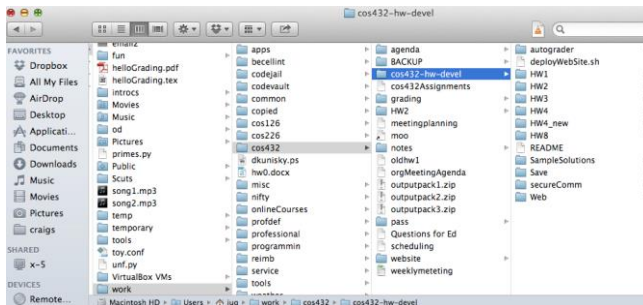 cos432-hw-devel
FAVORITES
Dropbox
All My Files
AirDrop
Desktop
Applicati...
Documents
Downloads
Music
Movies
Pictures
craigs
SHARED
x-5
DEVICES
Remote...
email2
fun
helloGrading.pdf
helloGrading.tex
introcs
Movies
Music
od
Pictures
primes.py
Public
Scuts
song1.mp3
song2.mp3
temp
temporary
tools
toy.conf
unf.py
VirtualBox VMs
work
apps
becellint
codejail
codevault
common
copied
cos126
cos226
cos432
dkunisky.ps
hw0.docx
misc
nifty
onlineCourses
profdef
professional
programmin
reimb
service
tools
weather
agenda
BACKUP
cos432-hw-devel
cos432Assignments
grading
HW2
meetingplanning
moo
notes
oldhw1
orgMeetingAgenda
outputpack1.zip
outputpack2.zip
outputpack3.zip
pass
Questions for Ed
scheduling
website
weeklymeteting
autograder
deployWebSite.sh
HW1
HW2
HW3
HW4
HW4_new
HW8
README
SampleSolutions
Save
secureComm
Web
Macintosh HD Users jug work cos432 cos432-hw-devel